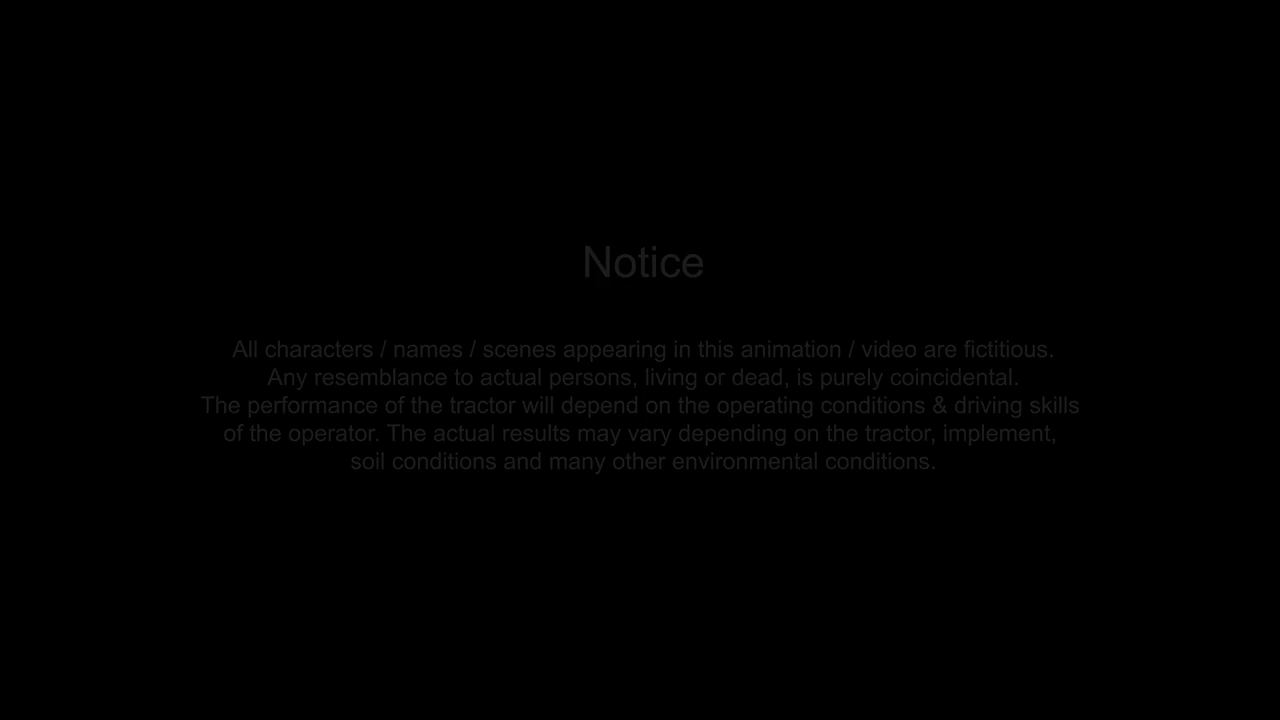 Notice
All characters / names / scenes appearing in this animation / video are fictitious.
Any resemblance to actual persons, living or dead, is purely coincidental.
The performance of the tractor will depend on the operating conditions & driving skills
of the operator. The actual results may vary depending on the tractor, implement,
soil conditions and many other environmental conditions.